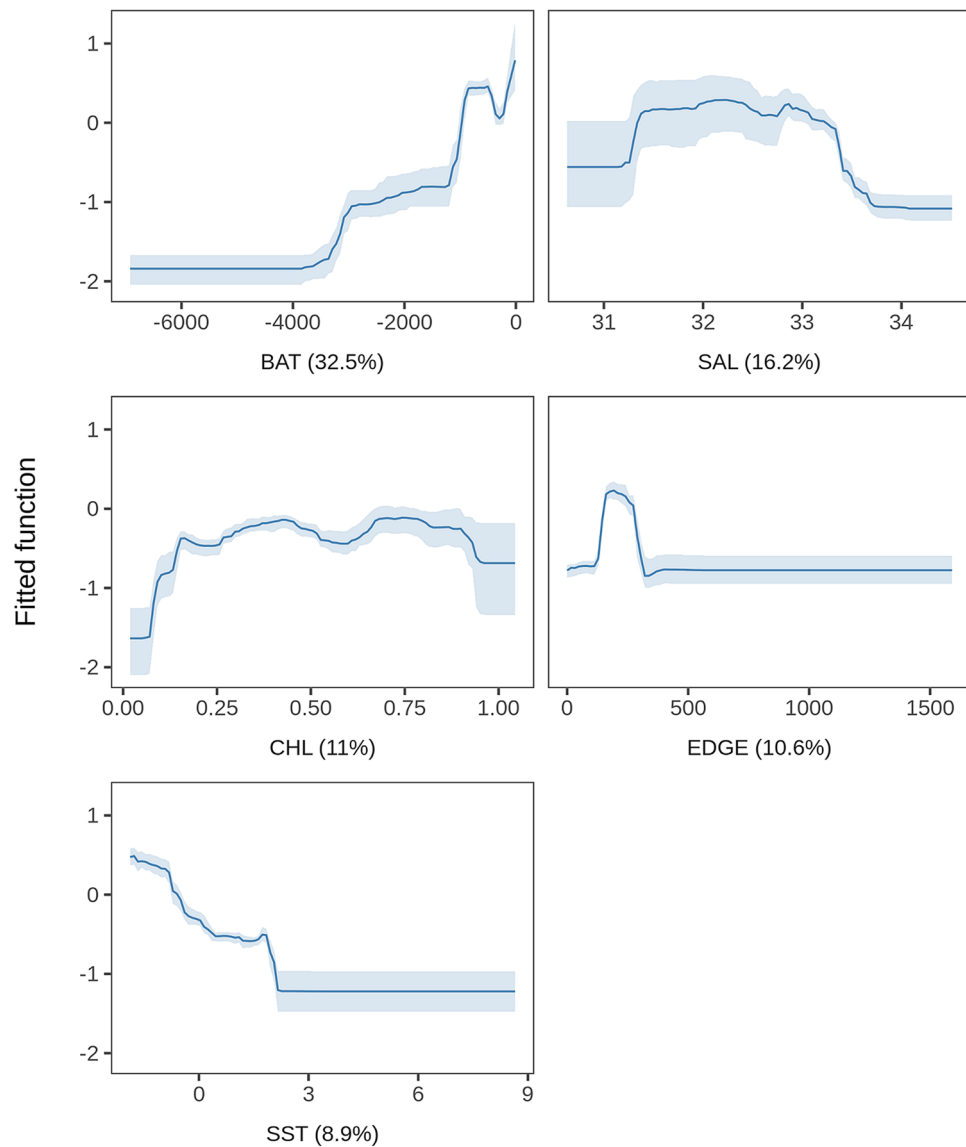 Fitted function
1
0
-1
-2
-6000 -4000 -2000 0
BAT (32.5%)
31 32 33 34
SAL (16.2%)
1
0
-1
-2
0.00 0.25 0.50 0.75 1.00
CHL (11%)
0 500 1000 1500
EDGE (10.6%)
1
0
-1
-2
0 3 6 9
SST (8.9%)